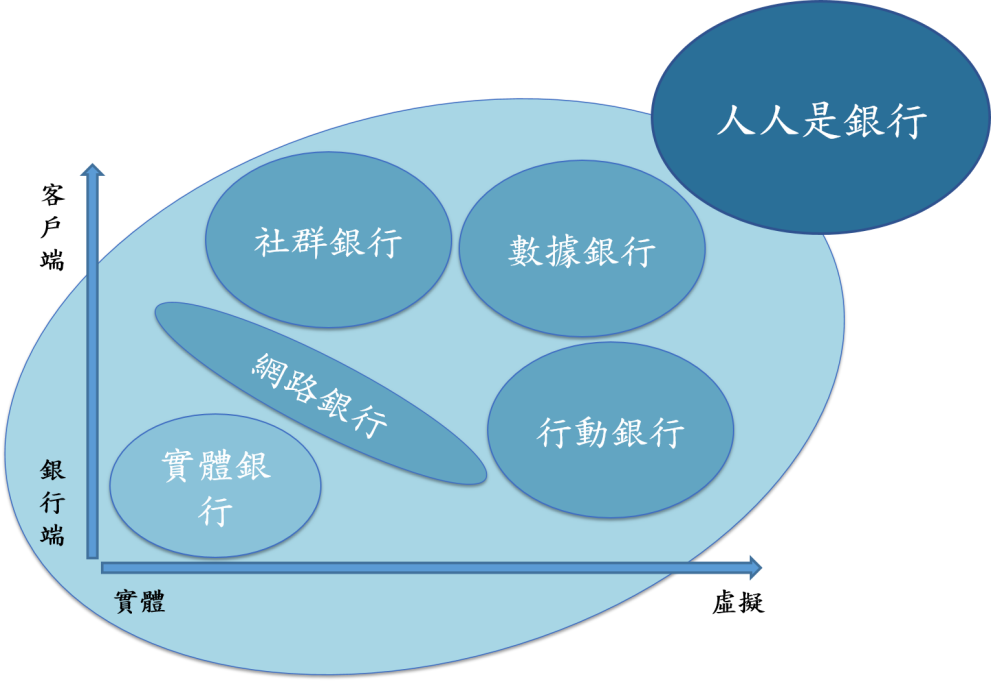 人人是銀行
客戶端
社群銀行
數據銀行
網路銀行
行動銀行
實體銀
行
銀行端
實體
虛擬